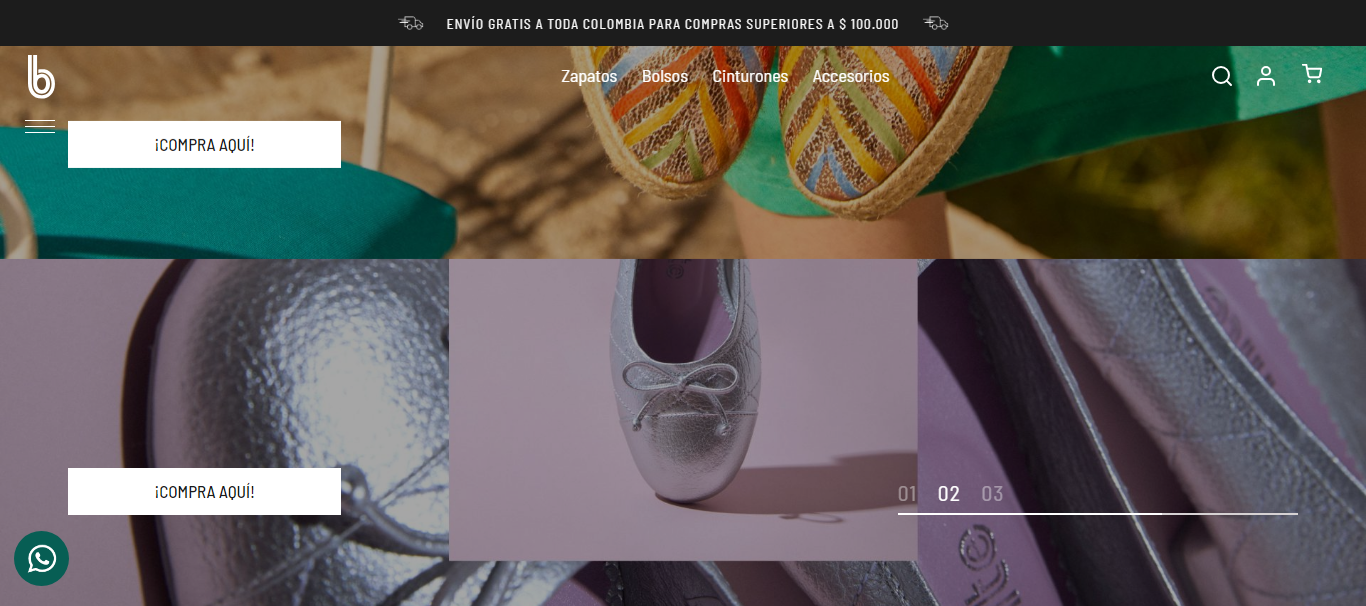 ENVÍO GRATIS A TODA COLOMBIA PARA COMPRAS SUPERIORES A $ 100.000
b
Zapatos Bolsos Cinturones Accesorios
¡COMPRA AQUÍ!
¡COMPRA AQUÍ!
01 02 03